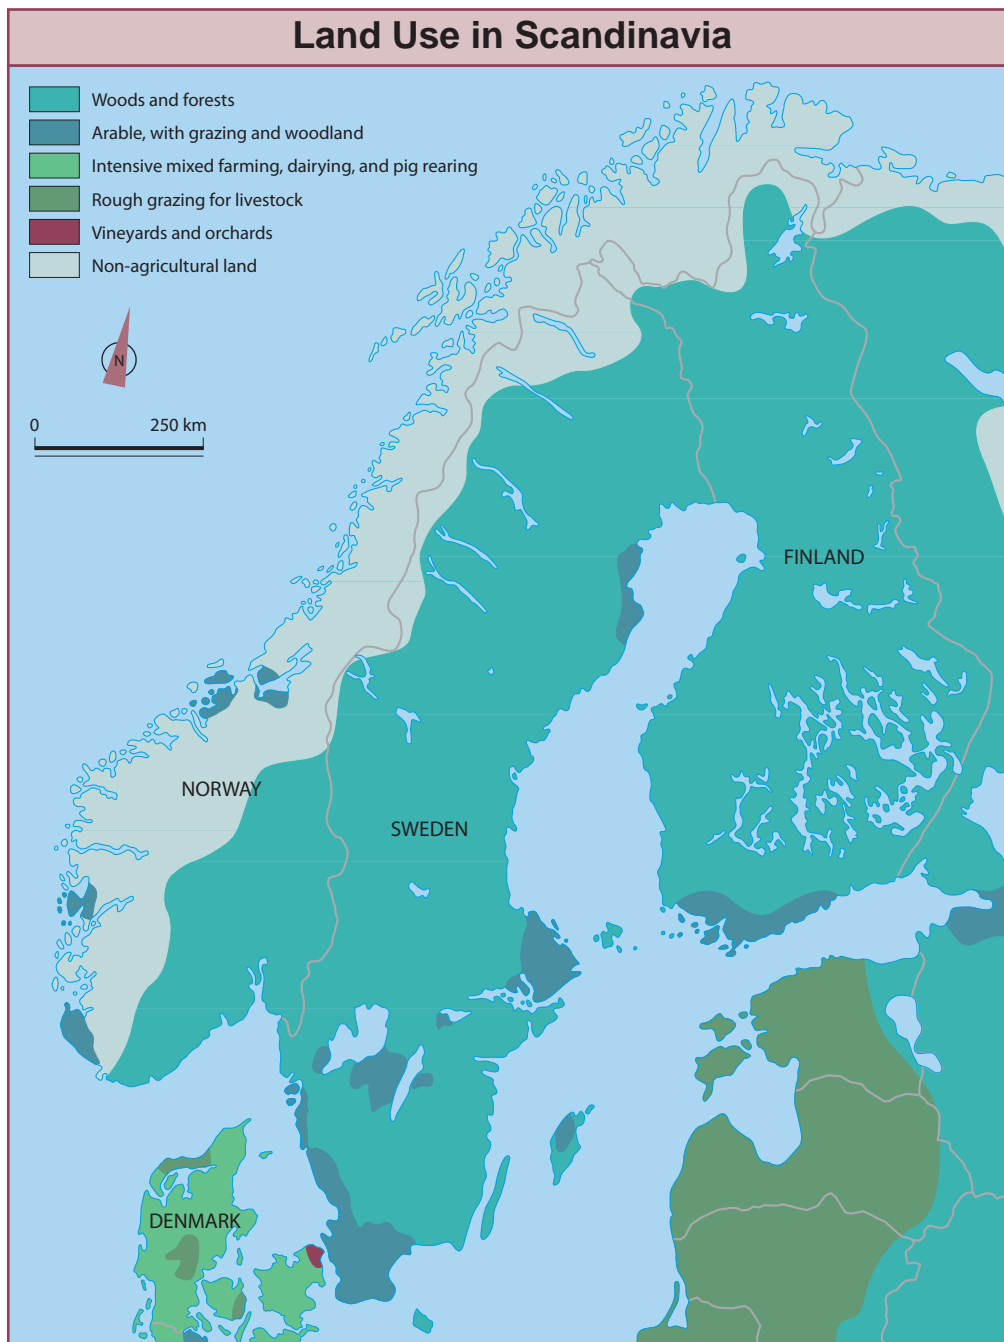 Land Use in Scandinavia
Woods and forests
Arable, with grazing and woodland
Intensive mixed farming, dairying, and pig rearing
Rough grazing for livestock
Vineyards and orchards
Non-agricultural land
N
0 250 km
FINLAND
NORWAY
SWEDEN
DENMARK